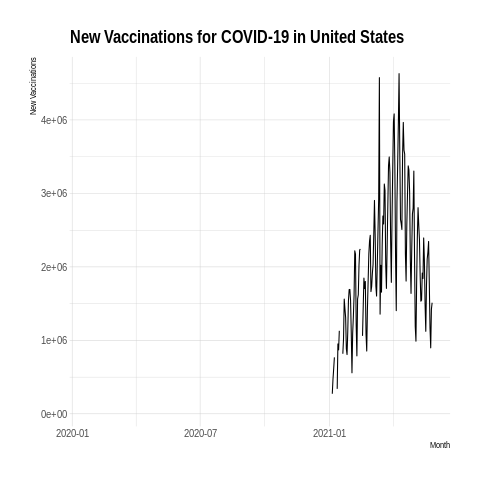 New Vaccinations for COVID-19 in United States
New Vaccinations
4e+06
3e+06
2e+06
1e+06
0e+00
2020-01 2020-07 2021-01
Month